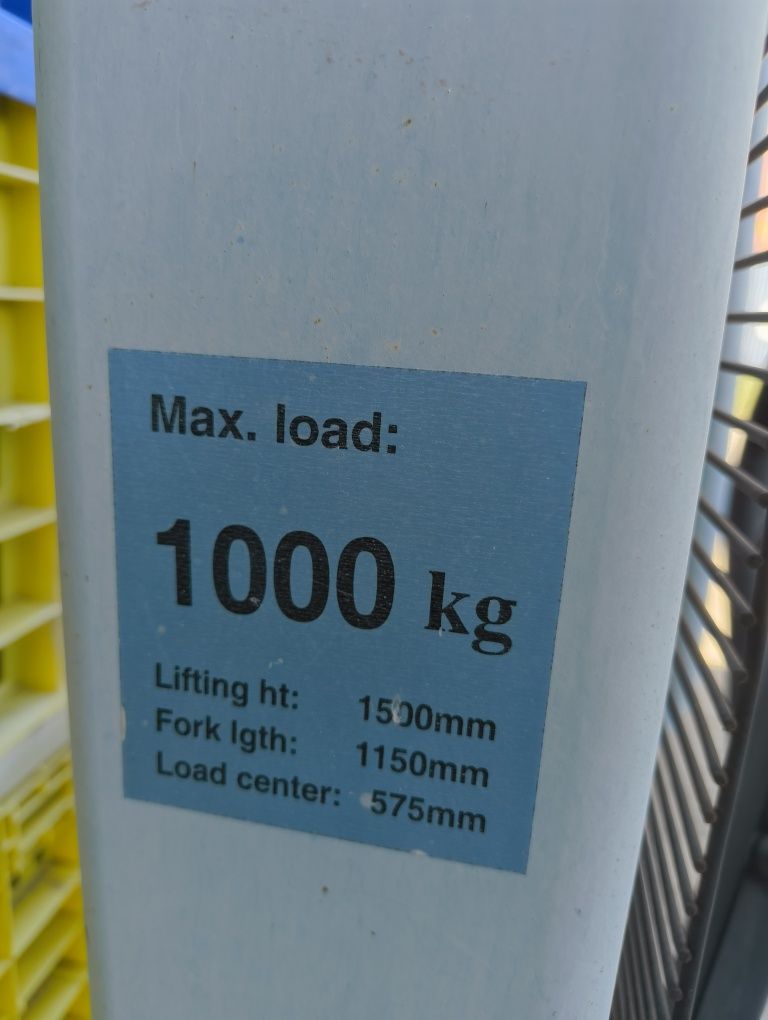 Max. load:
1000 kg
Lifting ht: 1500mm
Fork lgth: 1150mm
Load center: 575mm